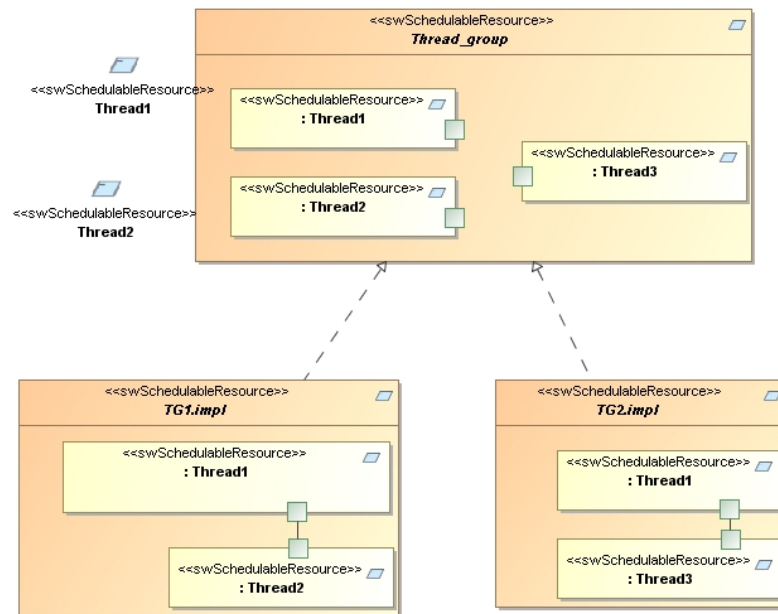 <<swSchedulableResource>>
Thread_group
<<swSchedulableResource>>
Thread1
<<swSchedulableResource>>
: Thread1
<<swSchedulableResource>>
: Thread3
<<swSchedulableResource>>
: Thread2
<<swSchedulableResource>>
Thread2
<<swSchedulableResource>>
TG1.impl
<<swSchedulableResource>>
: Thread1
<<swSchedulableResource>>
: Thread2
<<swSchedulableResource>>
TG2.impl
<<swSchedulableResource>>
: Thread1
<<swSchedulableResource>>
: Thread3